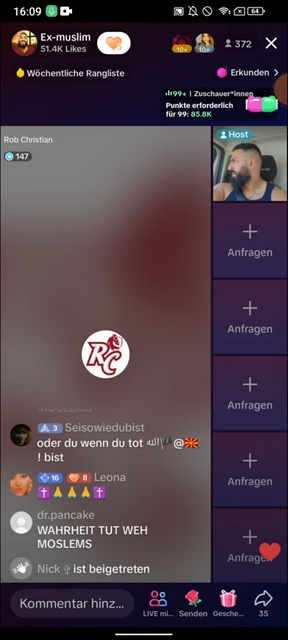 16:09
64
Ex-muslim
51.4K Likes
10+
10+
372
Wöchentliche Rangliste
Erkunden
99+ | Zuschauer*innen
Punkte erforderlich
für 99: 85.8K
Rob Christian
147
Host
Anfragen
Anfragen
Anfragen
Anfragen
Anfragen
RC
3 Seisowiedubist
oder du wenn du tot الله @
! bist
16 II Leona
dr.pancake
WAHRHEIT TUT WEH
MOSLEMS
Nick ist beigetreten
Kommentar hinz...
LIVE mi...
Senden
Gesche...
35